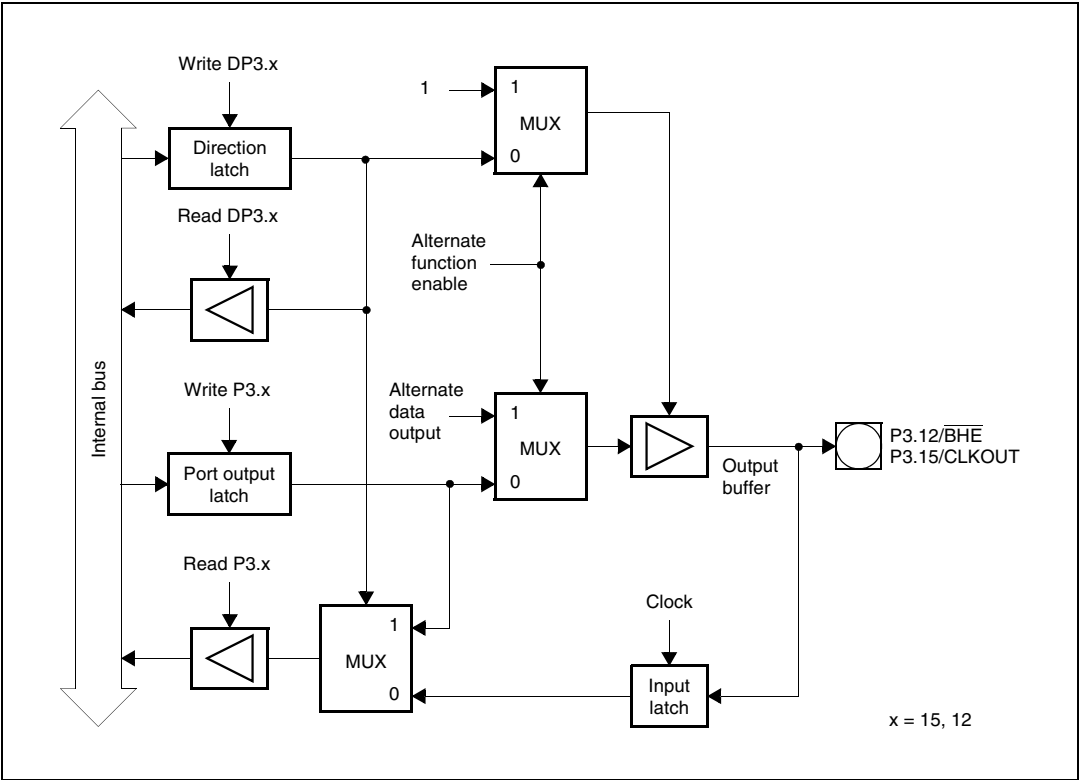 Write DP3.x
1
1
MUX
0
Direction
latch
Read DP3.x
Alternate
function
enable
Internal bus
Write P3.x
Alternate
data
output
1
MUX
0
P3.12/B̅H̅E̅
P3.15/CLKOUT
Output
buffer
Port output
latch
Read P3.x
Clock
1
MUX
0
Input
latch
x = 15, 12